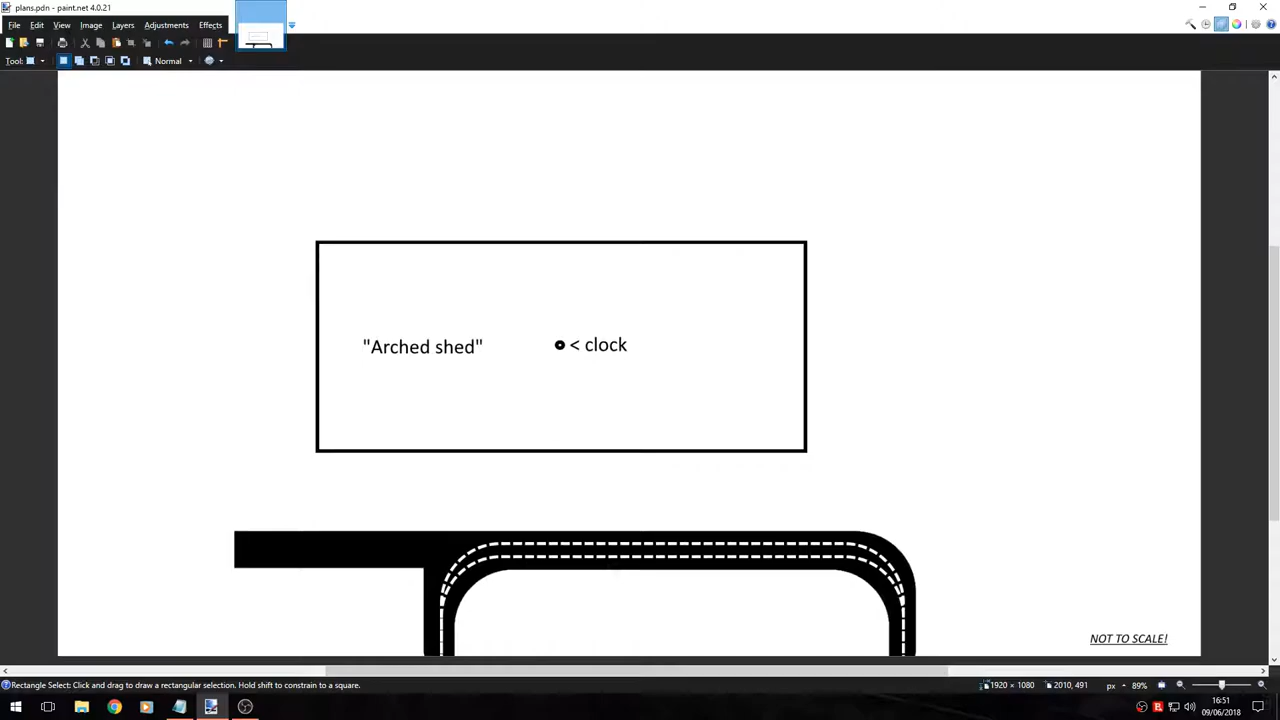 plans.pdn - paint.net 4.0.21
File Edit View Image Layers Adjustments Effects
Tool:
Normal
"Arched shed"
< clock
NOT TO SCALE!
Rectangle Select: Click and drag to draw a rectangular selection. Hold shift to constrain to a square.
1920 × 1080
2010, 491
px
89%
16:51
09/06/2018